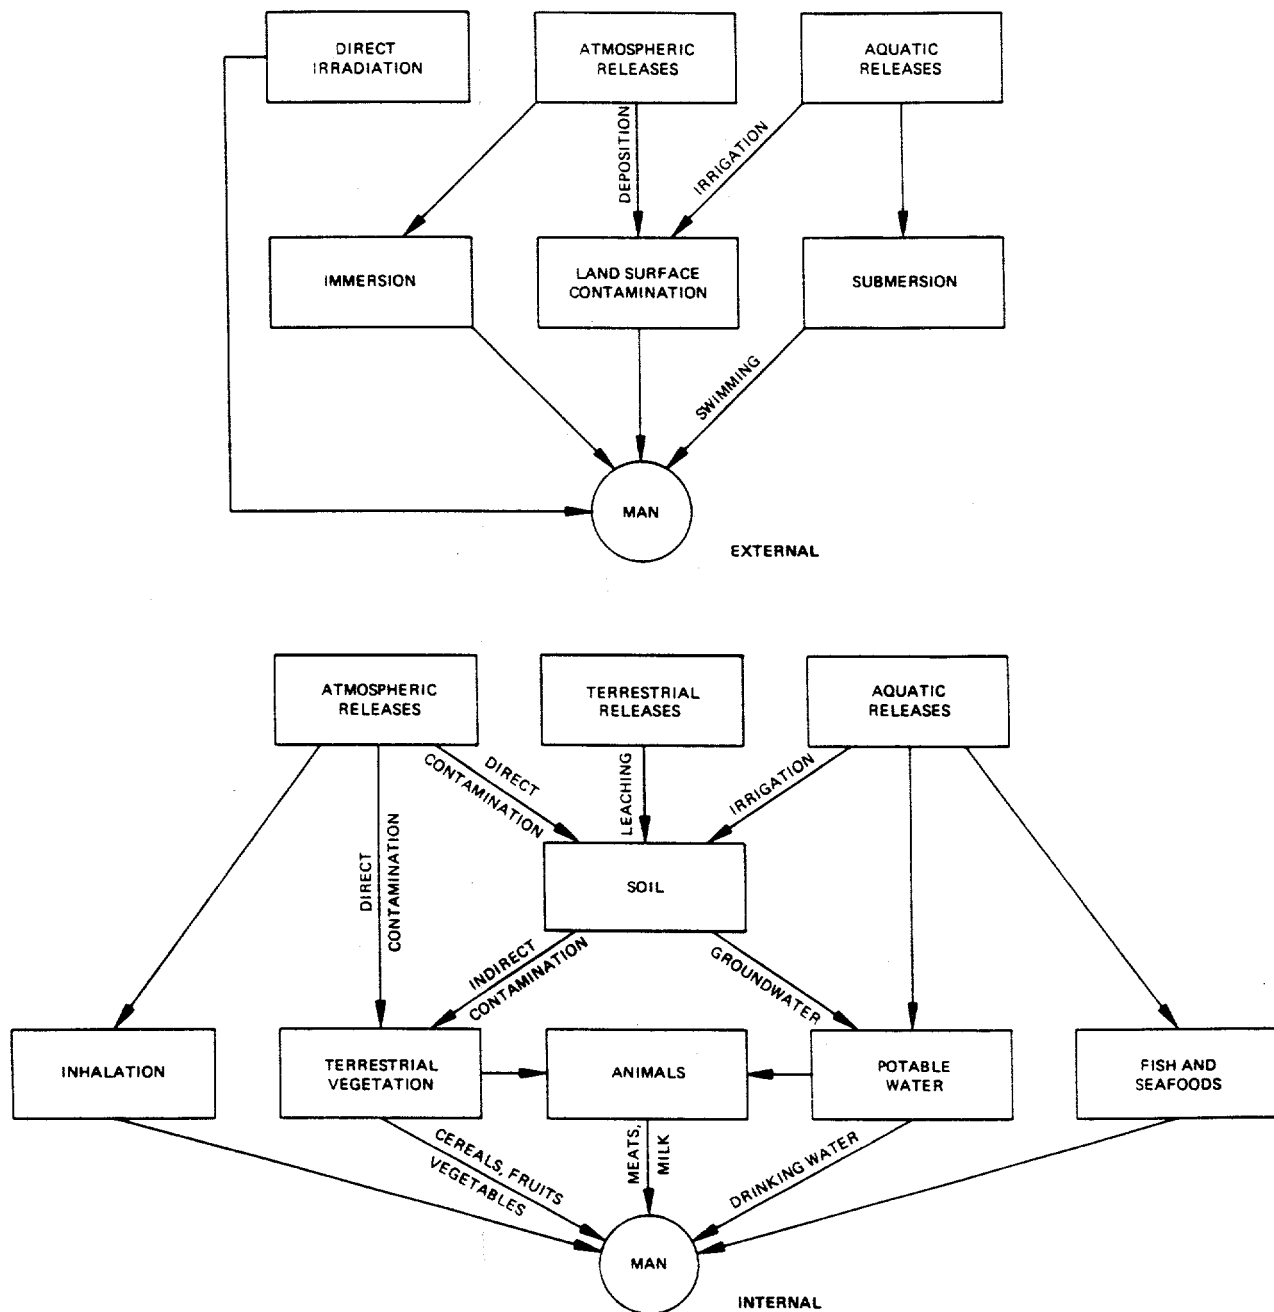 DIRECT
IRRADIATION
ATMOSPHERIC
RELEASES
AQUATIC
RELEASES
DEPOSITION
IRRIGATION
IMMERSION
LAND SURFACE
CONTAMINATION
SUBMERSION
SWIMMING
MAN
EXTERNAL
ATMOSPHERIC
RELEASES
TERRESTRIAL
RELEASES
AQUATIC
RELEASES
DIRECT
CONTAMINATION
LEACHING
IRRIGATION
DIRECT
CONTAMINATION
SOIL
INDIRECT
CONTAMINATION
GROUNDWATER
INHALATION
TERRESTRIAL
VEGETATION
ANIMALS
POTABLE
WATER
FISH AND
SEAFOODS
CEREALS, FRUITS
VEGETABLES
MEATS,
MILK
DRINKING WATER
MAN
INTERNAL